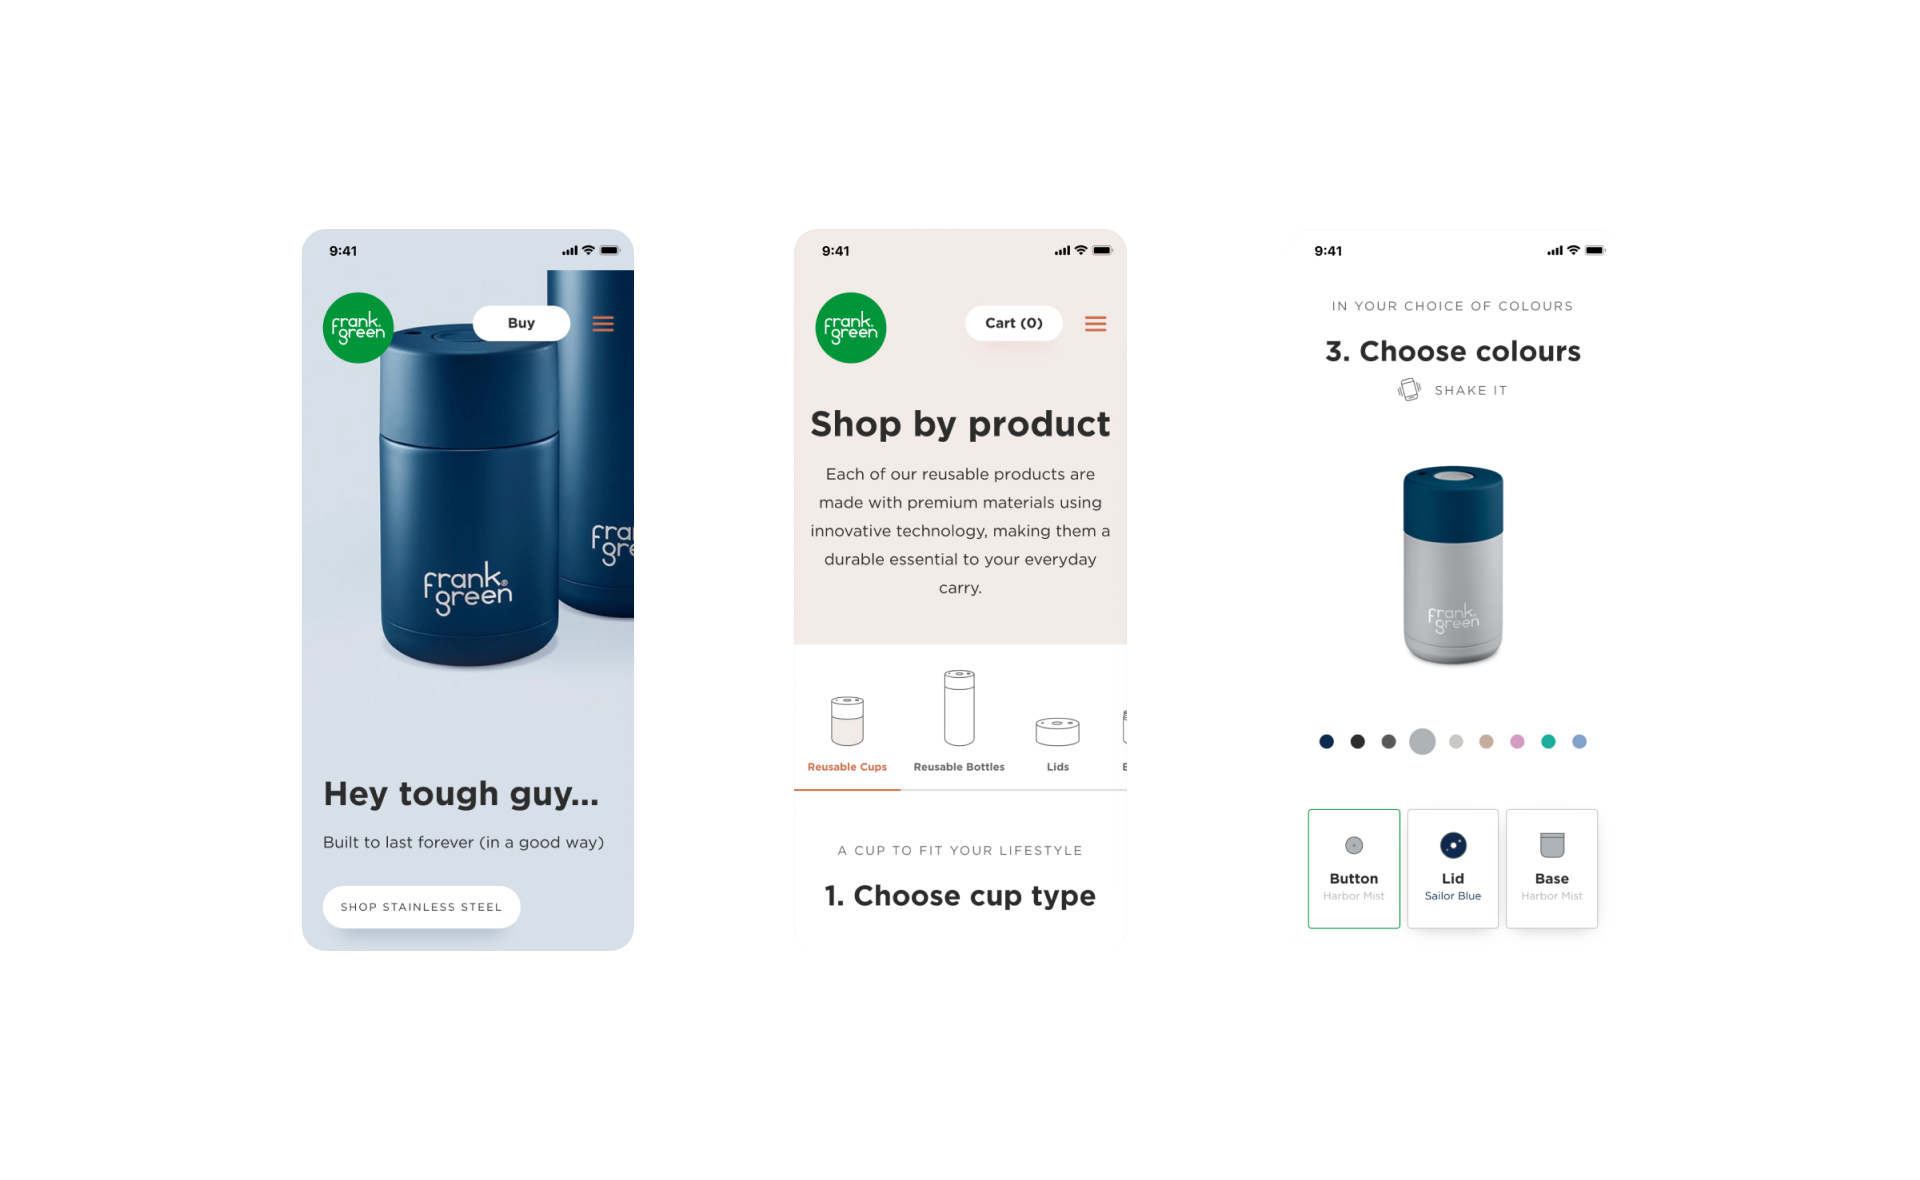 9:41
frank.
green
Buy
frank®
green
fra
gre
Hey tough guy...
Built to last forever (in a good way)
SHOP STAINLESS STEEL
9:41
frank.
green
Cart (0)
Shop by product
Each of our reusable products are
made with premium materials using
innovative technology, making them a
durable essential to your everyday
carry.
Reusable Cups
Reusable Bottles
Lids
1. Choose cup type
A CUP TO FIT YOUR LIFESTYLE
9:41
IN YOUR CHOICE OF COLOURS
3. Choose colours
SHAKE IT
frank.
green
Button
Harbor Mist
Lid
Sailor Blue
Base
Harbor Mist